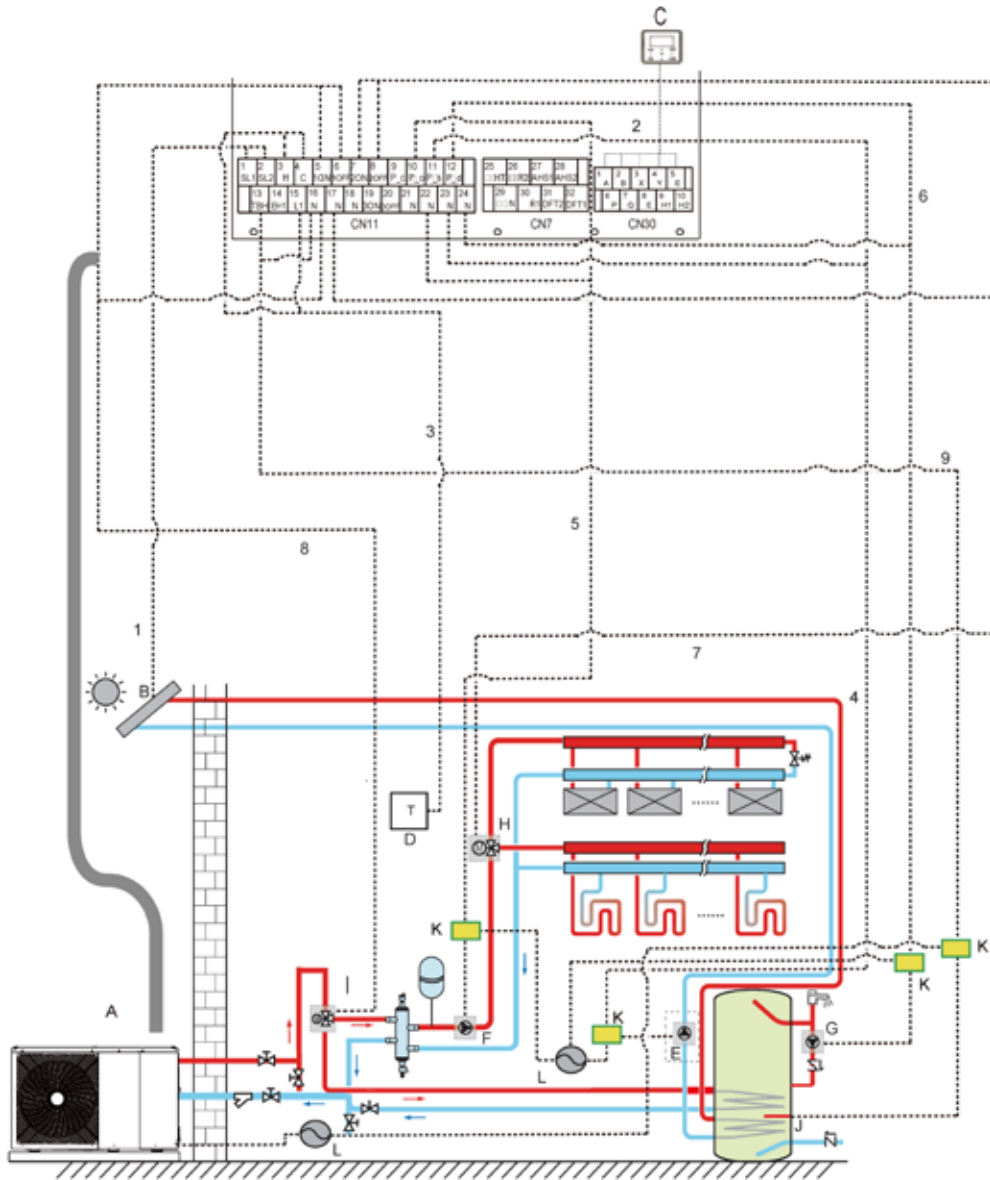 C
2
1 2 3 4 5 6 7 8 9 10 11 12
SL1 SL2 H C 1ON 1OFF 2ON 2OFF P_c P_o P_s P_d
13 14 15 16 17 18 19 20 21 22 23 24
TBH L1 N N N N N N N
CN11
25 26 27 28
HT R2 AHS1 AHS2
29 30 31 32
N R1 DFT2 DFT1
CN7
1 2 3 4 5
A B X Y E
6 7 8 9 10
P Q E H1 H2
CN30
6
3
9
5
8
1
7
B
4
T
D
H
K
K
K
I
A
F
K
G
E
L
J
L